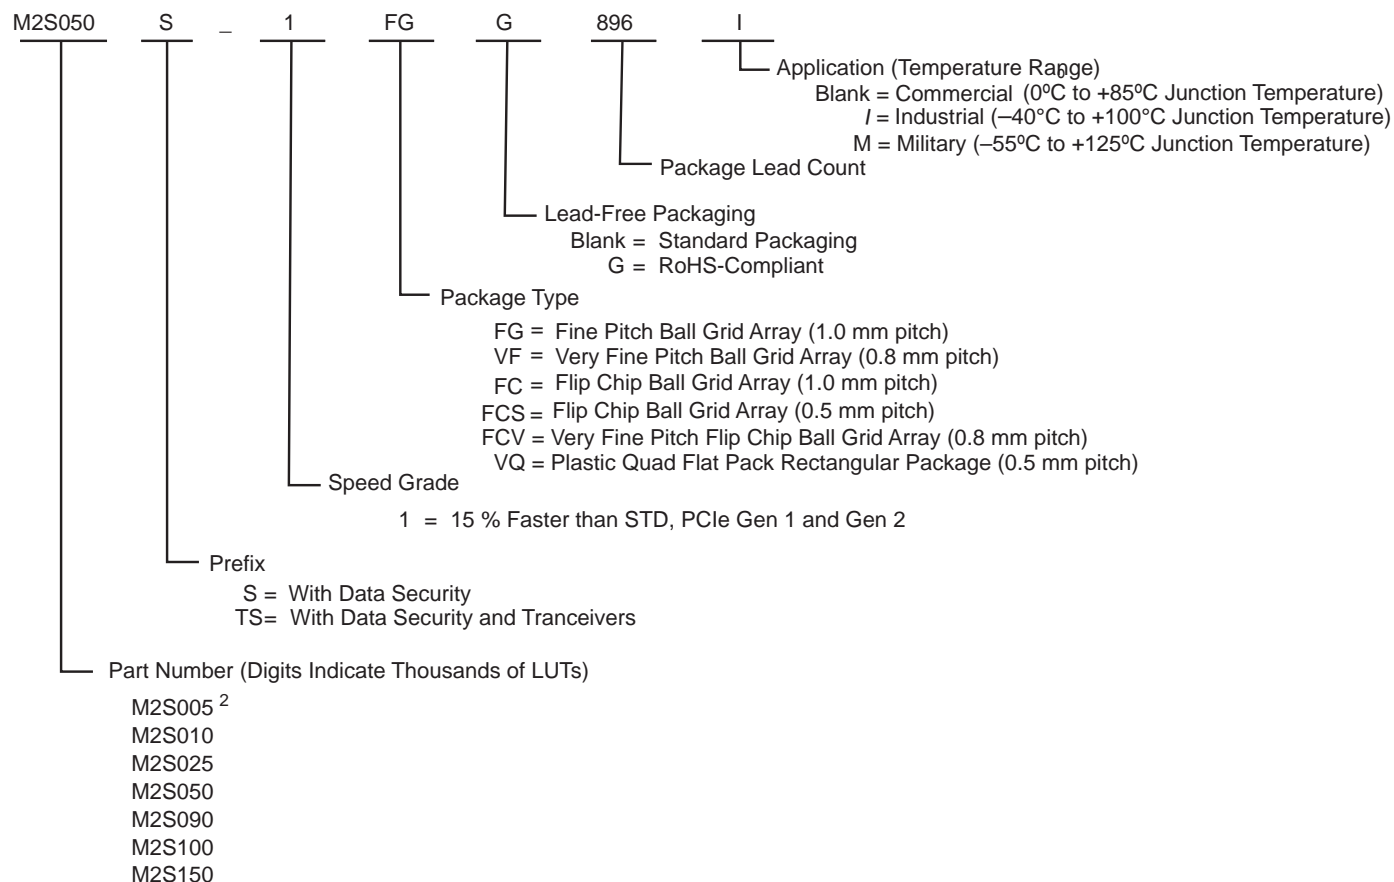 M2S050 S _ 1 FG G 896 I
Application (Temperature Range)
Blank = Commercial (0ºC to +85ºC Junction Temperature)
I = Industrial (–40°C to +100°C Junction Temperature)
M = Military (–55ºC to +125ºC Junction Temperature)
Package Lead Count
Lead-Free Packaging
Blank = Standard Packaging
G = RoHS-Compliant
Package Type
FG = Fine Pitch Ball Grid Array (1.0 mm pitch)
VF = Very Fine Pitch Ball Grid Array (0.8 mm pitch)
FC = Flip Chip Ball Grid Array (1.0 mm pitch)
FCS = Flip Chip Ball Grid Array (0.5 mm pitch)
FCV = Very Fine Pitch Flip Chip Ball Grid Array (0.8 mm pitch)
VQ = Plastic Quad Flat Pack Rectangular Package (0.5 mm pitch)
Speed Grade
1 = 15 % Faster than STD, PCIe Gen 1 and Gen 2
Prefix
S = With Data Security
TS= With Data Security and Tranceivers
Part Number (Digits Indicate Thousands of LUTs)
M2S005 2
M2S010
M2S025
M2S050
M2S090
M2S100
M2S150